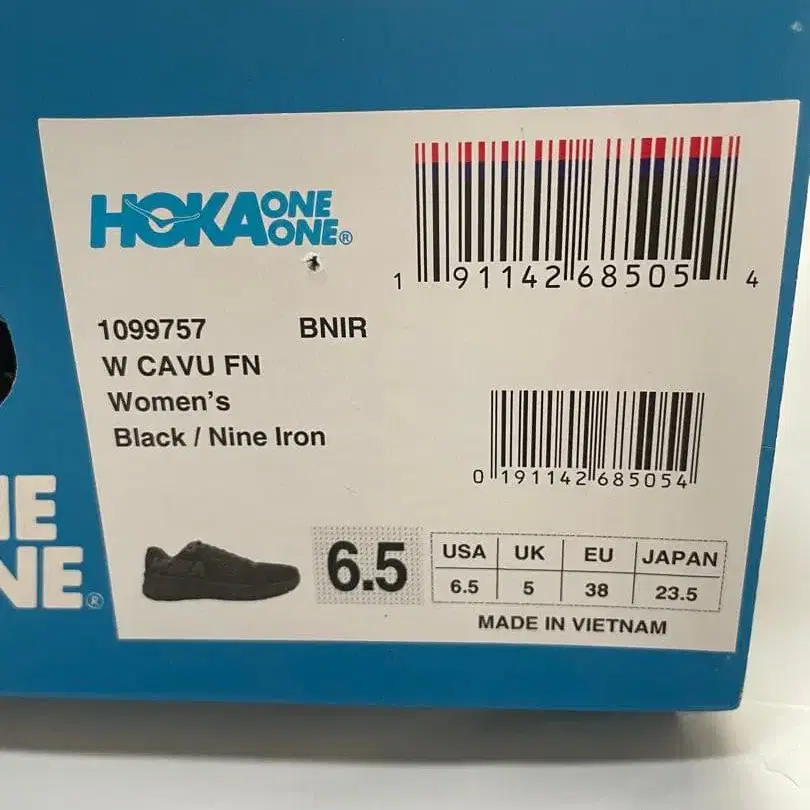 HOKA ONE ONE®
1 91142 68505 4
1099757 BNIR
W CAVU FN
Women's
Black / Nine Iron
0 191142 685054
6.5
USA UK EU JAPAN
6.5 5 38 23.5
MADE IN VIETNAM
NE
NE®